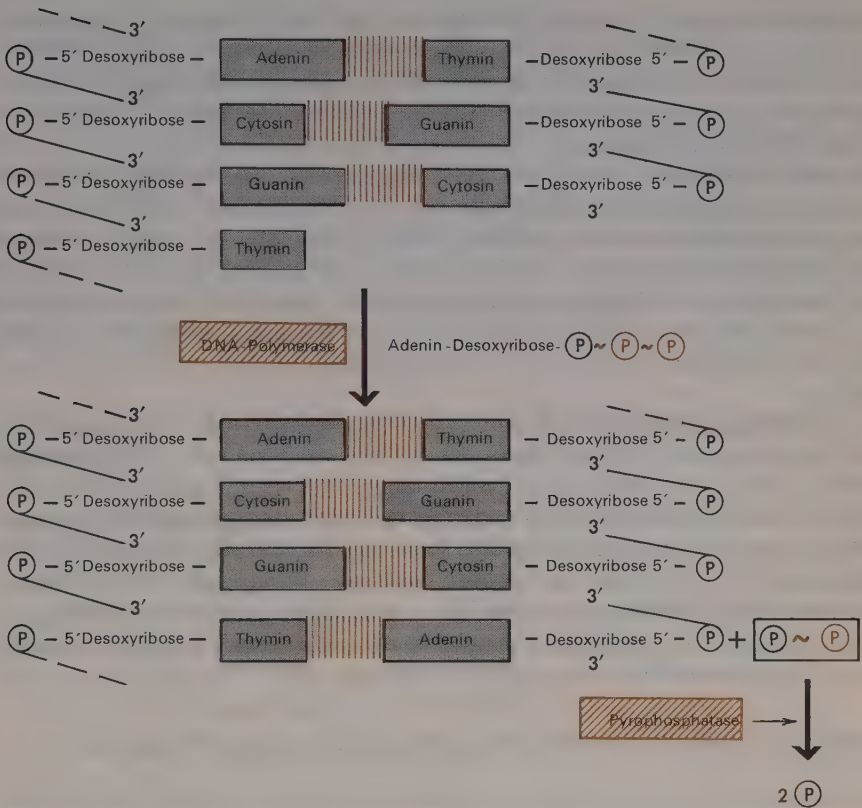 3′
P – 5′ Desoxyribose – Adenin Thymin – Desoxyribose 5′ – P
3′ 3′
P – 5′ Desoxyribose – Cytosin Guanin – Desoxyribose 5′ – P
3′ 3′
P – 5′ Desoxyribose – Guanin Cytosin – Desoxyribose 5′ – P
3′ 3′
P – 5′ Desoxyribose – Thymin
DNA-Polymerase Adenin - Desoxyribose - P ~ P ~ P
3′
P – 5′ Desoxyribose – Adenin Thymin – Desoxyribose 5′ – P
3′ 3′
P – 5′ Desoxyribose – Cytosin Guanin – Desoxyribose 5′ – P
3′ 3′
P – 5′ Desoxyribose – Guanin Cytosin – Desoxyribose 5′ – P
3′ 3′
P – 5′ Desoxyribose – Thymin Adenin – Desoxyribose 5′ – P + P ~ P
3′
Pyrophosphatase
2 P